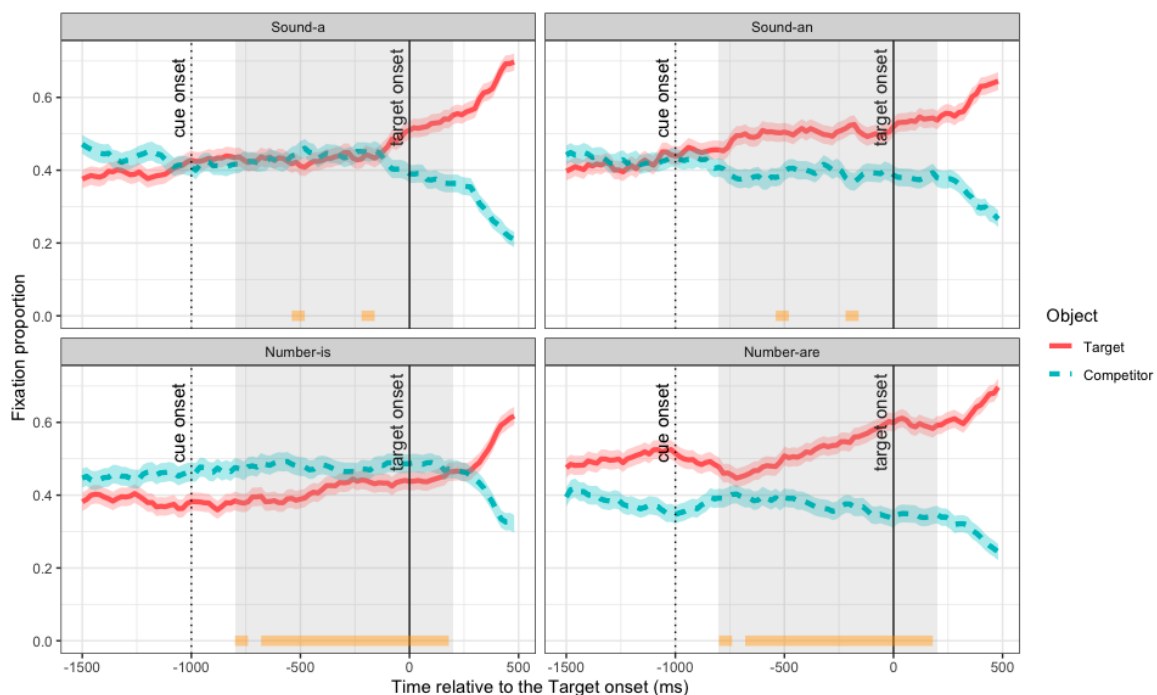 Sound-a
Sound-an
cue onset
target onset
cue onset
target onset
0.6
0.4
0.2
0.0
Number-is
Number-are
cue onset
target onset
cue onset
target onset
0.6
0.4
0.2
0.0
-1500
-1000
-500
0
500
-1500
-1000
-500
0
500
Time relative to the Target onset (ms)
Fixation proportion
Object
Target
Competitor